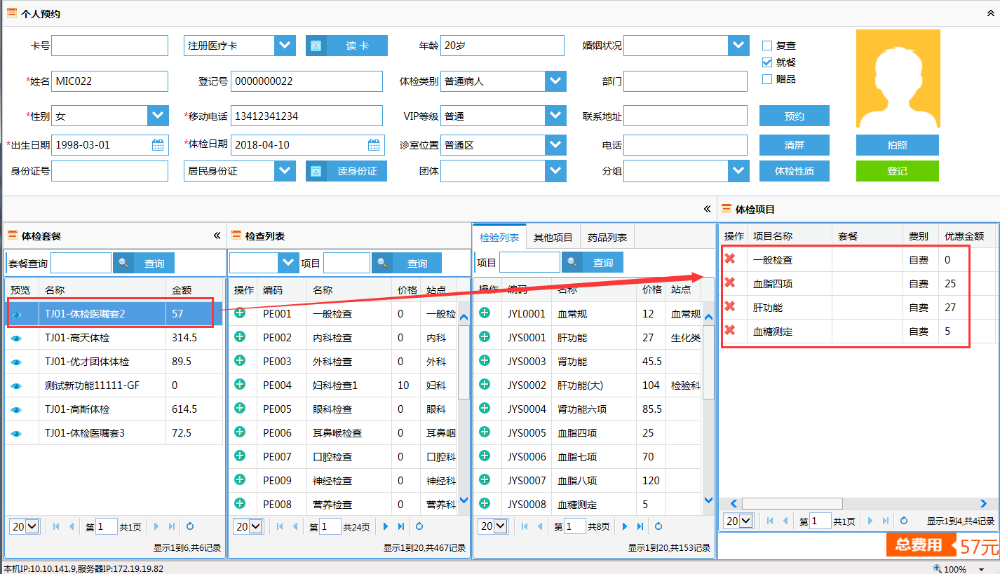 个人预约
卡号 注册医疗卡 读 卡 年龄 20岁 婚姻状况 复查
就餐
赠品
*姓名 MIC022 登记号 0000000022 体检类别 普通病人 部门
*性别 女 *移动电话 13412341234 VIP等级 普通 联系地址 预约
*出生日期 1998-03-01 *体检日期 2018-04-10 诊室位置 普通区 电话 清屏 拍照
身份证号 居民身份证 读身份证 团体 分组 体检性质 登记
体检套餐
套餐查询 查询
预览 名称 金额
TJ01-体检医嘱套2 57
TJ01-高天体检 314.5
TJ01-优才团体体检 89.5
测试新功能11111-GF 0
TJ01-高斯体检 614.5
TJ01-体检医嘱套3 72.5
20 第 1 共1页
显示1到6,共6记录
检查列表
项目 查询
操作 编码 名称 价格 站点
PE001 一般检查 0 一般检
PE002 内科检查 0 内科
PE003 外科检查 0 外科
PE004 妇科检查1 10 妇科
PE005 眼科检查 0 眼科
PE006 耳鼻喉检查 0 耳鼻咽
PE007 口腔检查 0 口腔科
PE009 神经检查 0 神经科
PE008 营养检查 0 营养科
20 第 1 共24页
显示1到20,共467记录
检验列表 其他项目 药品列表
项目 查询
操作 编码 名称 价格 站点
JYL0001 血常规 12 血常规
JYS0001 肝功能 27 生化类
JYS0003 肾功能 45.5
JYS0002 肝功能(大) 104 检验科
JYS0004 肾功能六项 85.5
JYS0005 血脂四项 25
JYS0006 血脂七项 70
JYS0007 血脂八项 120
JYS0008 血糖测定 5
20 第 1 共8页
显示1到20,共153记录
体检项目
操作 项目名称 套餐 费别 优惠金额
一般检查 自费 0
血脂四项 自费 25
肝功能 自费 27
血糖测定 自费 5
20 第 1 共1页 显示1到4,共4记录
总费用 57元
本机IP:10.10.141.9,服务器IP:172.19.19.82 100%